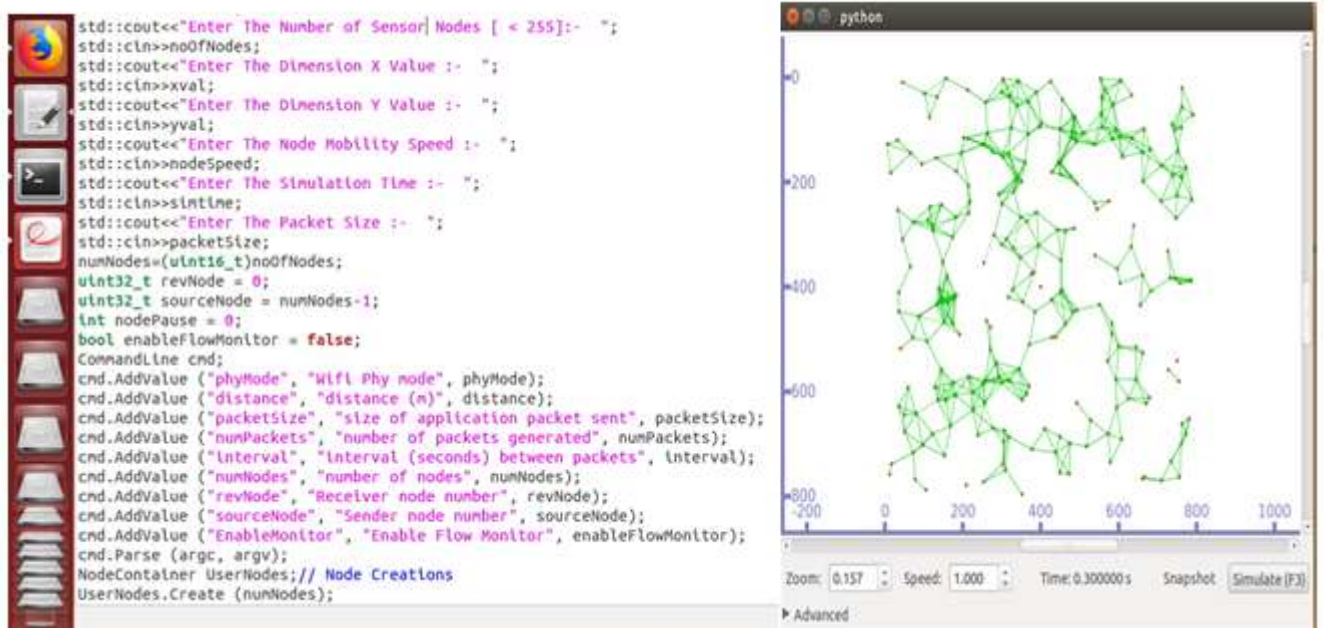 std::cout<<"Enter The Number of Sensor Nodes [ < 255]:-  ";
std::cin>>noOfNodes;
std::cout<<"Enter The Dimension X Value :-  ";
std::cin>>xval;
std::cout<<"Enter The Dimension Y Value :-  ";
std::cin>>yval;
std::cout<<"Enter The Node Mobility Speed :-  ";
std::cin>>nodeSpeed;
std::cout<<"Enter The Simulation Time :-  ";
std::cin>>simtime;
std::cout<<"Enter The Packet Size :-  ";
std::cin>>packetSize;
numNodes=(uint16_t)noOfNodes;
uint32_t revNode = 0;
uint32_t sourceNode = numNodes-1;
int nodePause = 0;
bool enableFlowMonitor = false;
CommandLine cmd;
cmd.AddValue ("phyMode", "Wifi Phy mode", phyMode);
cmd.AddValue ("distance", "distance (m)", distance);
cmd.AddValue ("packetSize", "size of application packet sent", packetSize);
cmd.AddValue ("numPackets", "number of packets generated", numPackets);
cmd.AddValue ("interval", "interval (seconds) between packets", interval);
cmd.AddValue ("numNodes", "number of nodes", numNodes);
cmd.AddValue ("revNode", "Receiver node number", revNode);
cmd.AddValue ("sourceNode", "Sender node number", sourceNode);
cmd.AddValue ("EnableMonitor", "Enable Flow Monitor", enableFlowMonitor);
cmd.Parse (argc, argv);
NodeContainer UserNodes;// Node Creations
UserNodes.Create (numNodes);
python
0
200
400
600
800
-200 0 200 400 600 800 1000
Zoom: 0.157 Speed: 1.000 Time: 0.300000 s Snapshot Simulate (F3)
Advanced